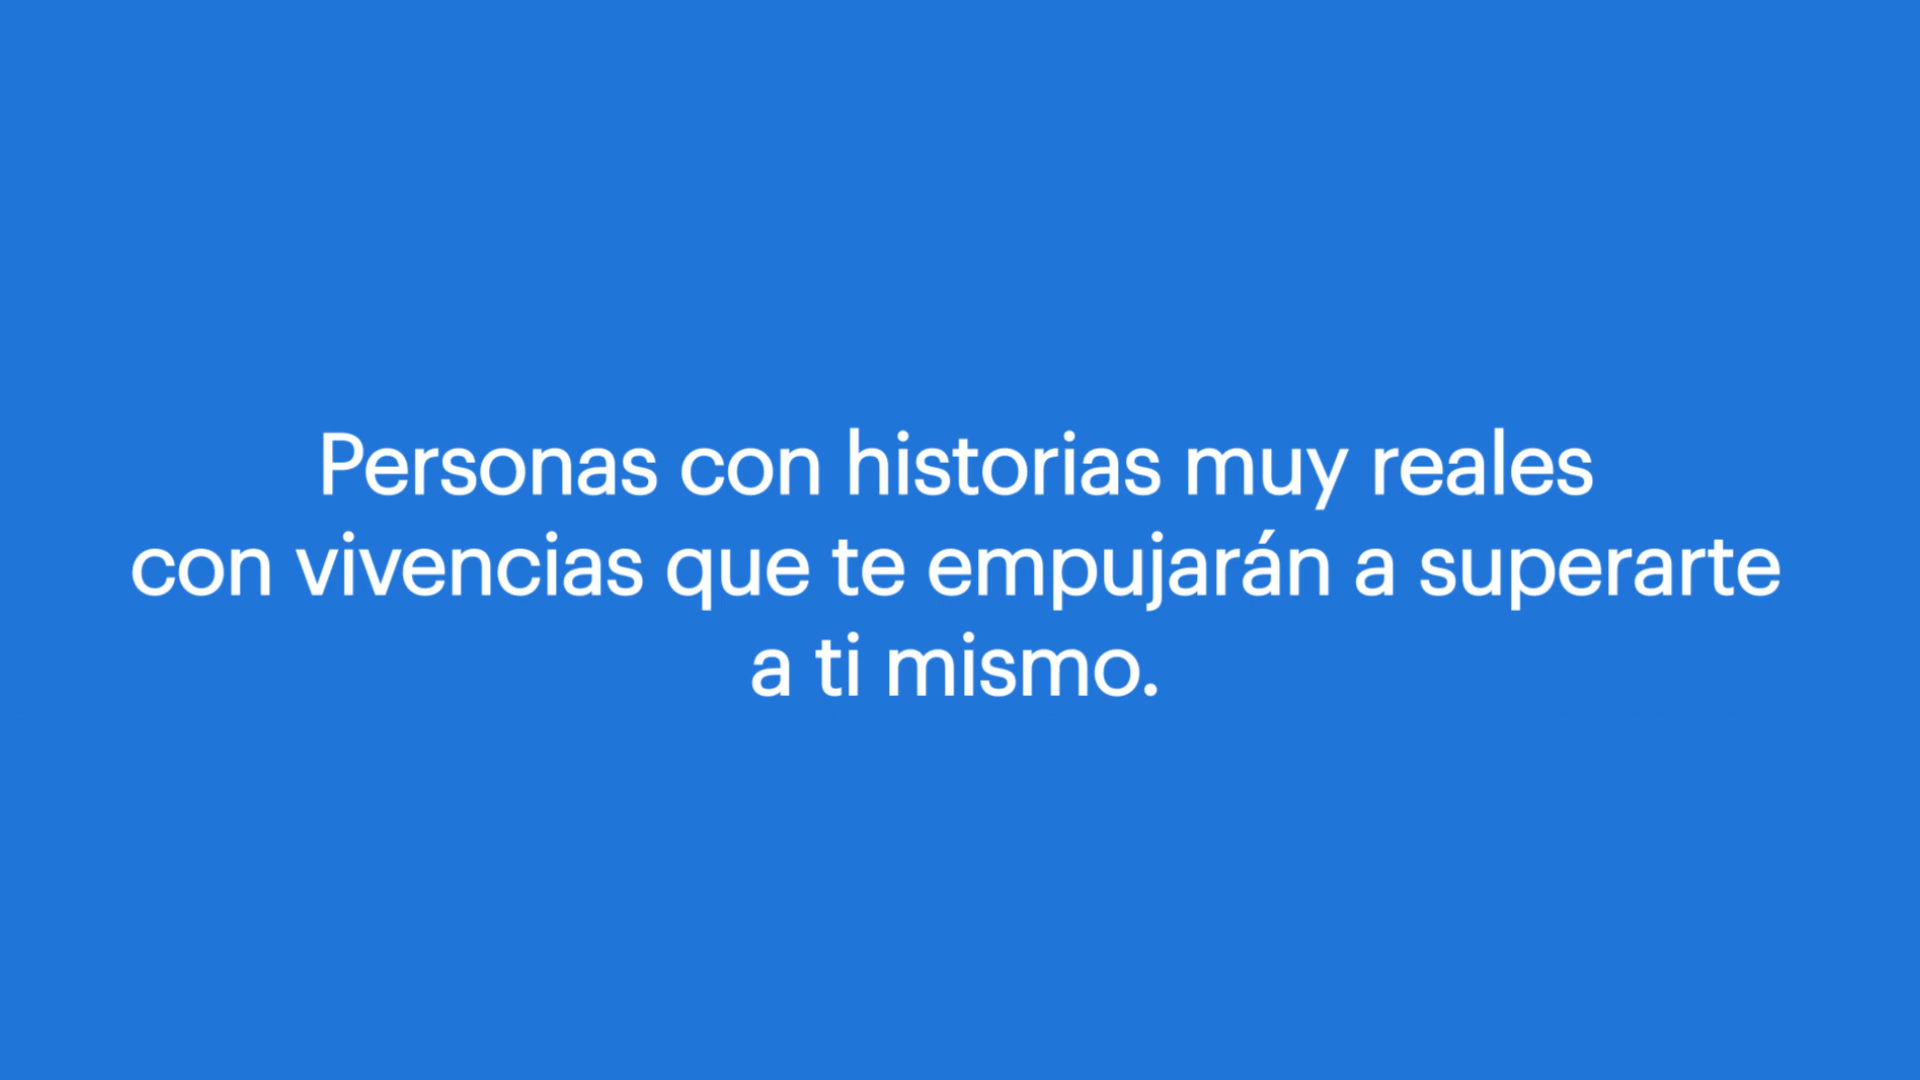 Personas con historias muy reales
con vivencias que te empujarán a superarte
a ti mismo.